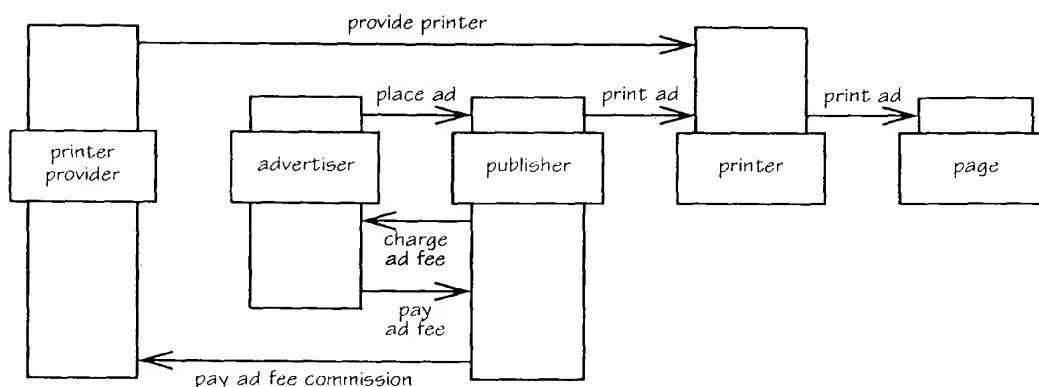 provide printer
place ad
print ad
print ad
printer
provider
advertiser
publisher
printer
page
charge
ad fee
pay
ad fee
pay ad fee commission